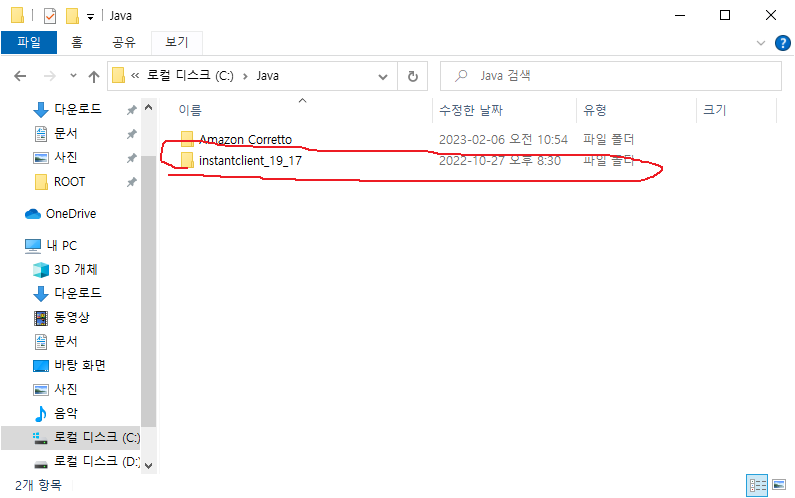 Java
파일 홈 공유 보기
로컬 디스크 (C:) Java
Java 검색
이름 수정한 날짜 유형 크기
Amazon Corretto 2023-02-06 오전 10:54 파일 폴더
instantclient_19_17 2022-10-27 오후 8:30 파일 폴더
다운로드
문서
사진
ROOT
OneDrive
내 PC
3D 개체
다운로드
동영상
문서
바탕 화면
사진
음악
로컬 디스크 (C:)
로컬 디스크 (D:)
2개 항목